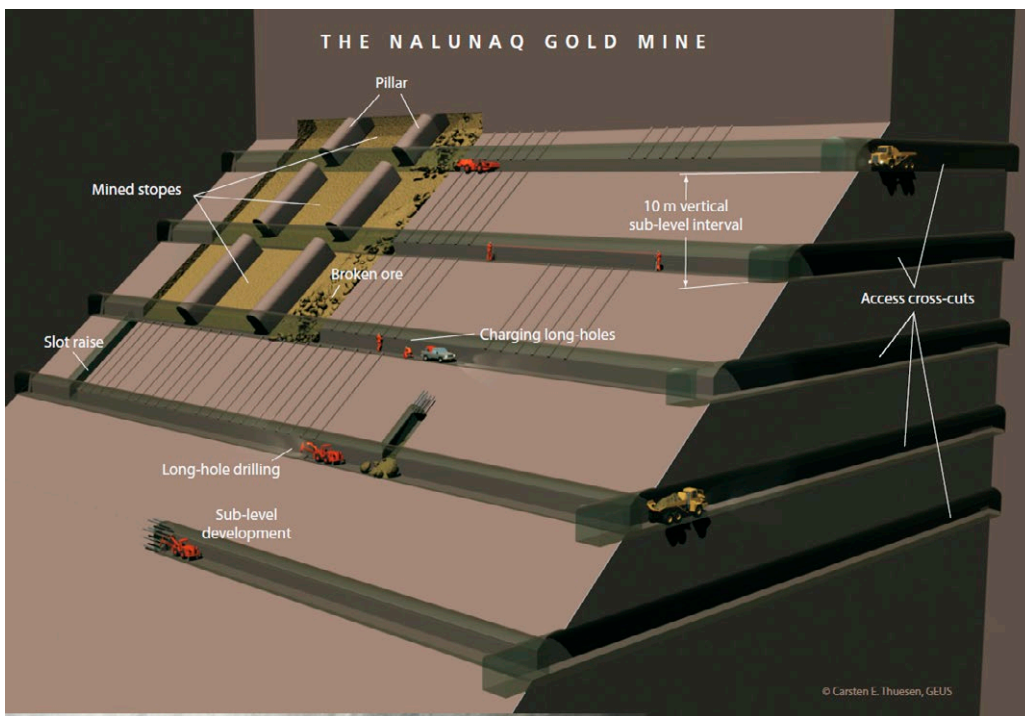 THE NALUNAQ GOLD MINE
Pillar
Mined stopes
10 m vertical
sub-level interval
Broken ore
Access cross-cuts
Slot raise
Charging long-holes
Long-hole drilling
Sub-level
development
© Carsten E. Thuesen, GEUS